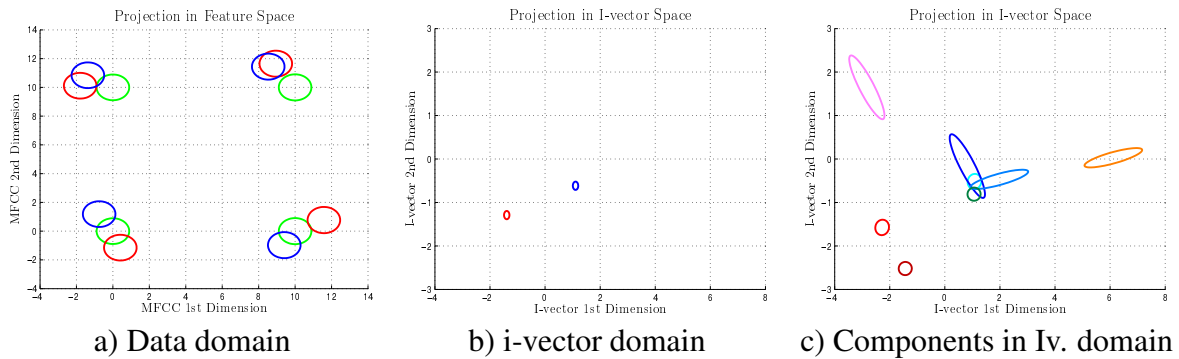 Projection in Feature Space
MFCC 2nd Dimension
14
12
10
8
6
4
2
0
−2
−4
−4 −2 0 2 4 6 8 10 12 14
MFCC 1st Dimension
a) Data domain
Projection in I-vector Space
I-vector 2nd Dimension
3
2
1
0
−1
−2
−3
−4 −2 0 2 4 6 8
I-vector 1st Dimension
b) i-vector domain
Projection in I-vector Space
I-vector 2nd Dimension
3
2
1
0
−1
−2
−3
−4 −2 0 2 4 6 8
I-vector 1st Dimension
c) Components in Iv. domain